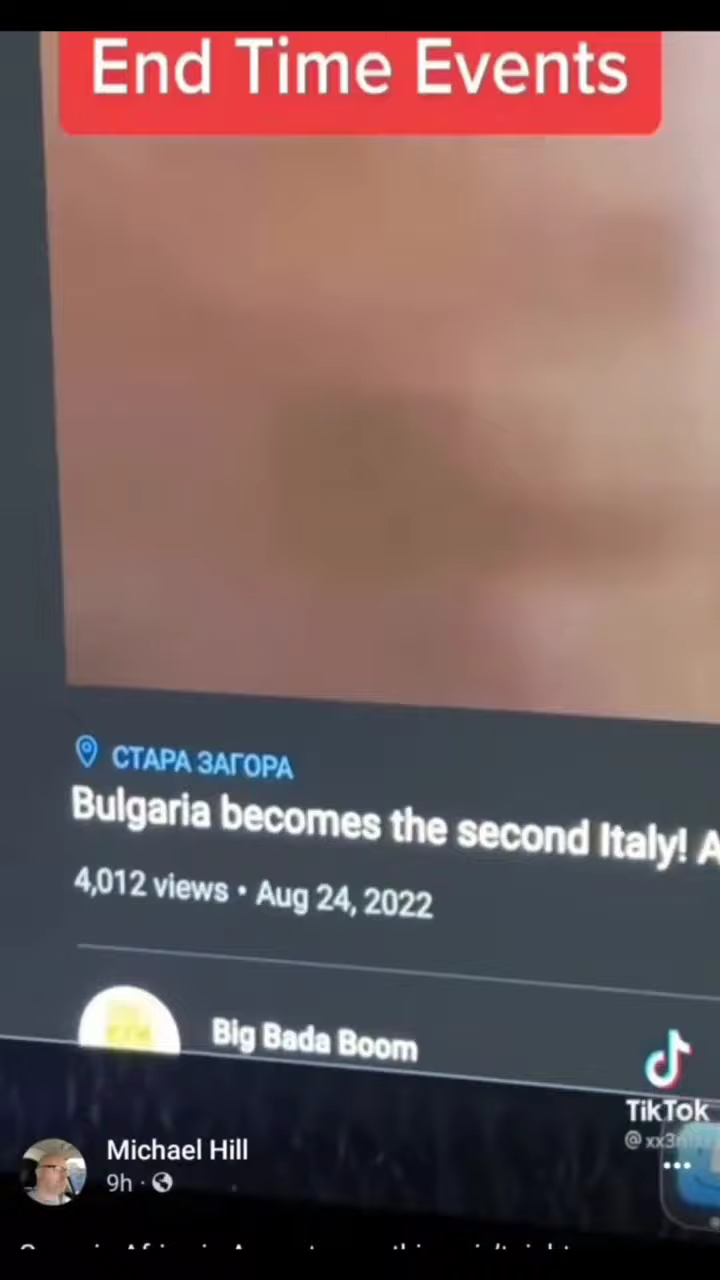 End Time Events
СТАРА ЗАГОРА
Bulgaria becomes the second Italy! A
4,012 views • Aug 24, 2022
Big Bada Boom
TikTok
Michael Hill
9h ·